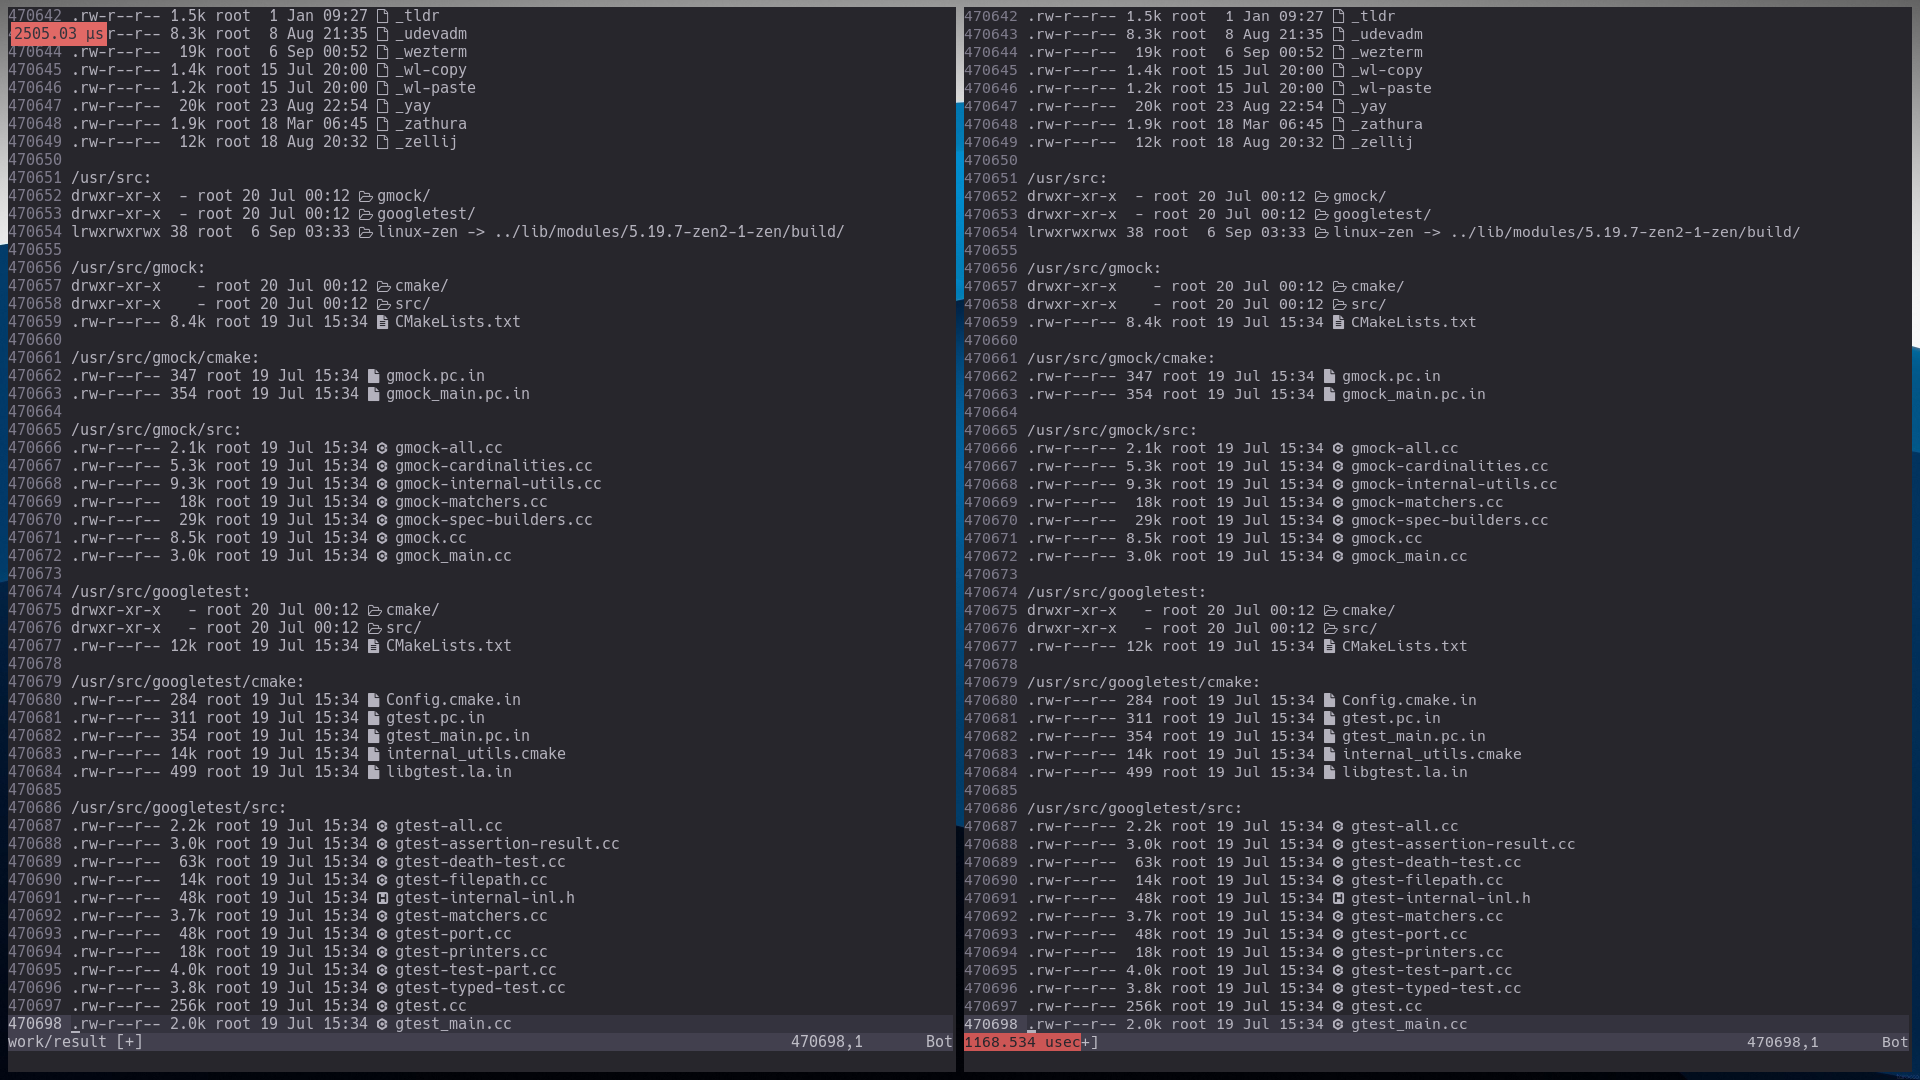 470642 .rw-r--r-- 1.5k root  1 Jan 09:27 _tldr
2505.03 µs r--r-- 8.3k root  8 Aug 21:35 _udevadm
470644 .rw-r--r--  19k root  6 Sep 00:52 _wezterm
470645 .rw-r--r-- 1.4k root 15 Jul 20:00 _wl-copy
470646 .rw-r--r-- 1.2k root 15 Jul 20:00 _wl-paste
470647 .rw-r--r--  20k root 23 Aug 22:54 _yay
470648 .rw-r--r-- 1.9k root 18 Mar 06:45 _zathura
470649 .rw-r--r--  12k root 18 Aug 20:32 _zellij
470650
470651 /usr/src:
470652 drwxr-xr-x  - root 20 Jul 00:12 gmock/
470653 drwxr-xr-x  - root 20 Jul 00:12 googletest/
470654 lrwxrwxrwx 38 root  6 Sep 03:33 linux-zen -> ../lib/modules/5.19.7-zen2-1-zen/build/
470655
470656 /usr/src/gmock:
470657 drwxr-xr-x    - root 20 Jul 00:12 cmake/
470658 drwxr-xr-x    - root 20 Jul 00:12 src/
470659 .rw-r--r-- 8.4k root 19 Jul 15:34 CMakeLists.txt
470660
470661 /usr/src/gmock/cmake:
470662 .rw-r--r-- 347 root 19 Jul 15:34 gmock.pc.in
470663 .rw-r--r-- 354 root 19 Jul 15:34 gmock_main.pc.in
470664
470665 /usr/src/gmock/src:
470666 .rw-r--r-- 2.1k root 19 Jul 15:34 gmock-all.cc
470667 .rw-r--r-- 5.3k root 19 Jul 15:34 gmock-cardinalities.cc
470668 .rw-r--r-- 9.3k root 19 Jul 15:34 gmock-internal-utils.cc
470669 .rw-r--r--  18k root 19 Jul 15:34 gmock-matchers.cc
470670 .rw-r--r--  29k root 19 Jul 15:34 gmock-spec-builders.cc
470671 .rw-r--r-- 8.5k root 19 Jul 15:34 gmock.cc
470672 .rw-r--r-- 3.0k root 19 Jul 15:34 gmock_main.cc
470673
470674 /usr/src/googletest:
470675 drwxr-xr-x   - root 20 Jul 00:12 cmake/
470676 drwxr-xr-x   - root 20 Jul 00:12 src/
470677 .rw-r--r-- 12k root 19 Jul 15:34 CMakeLists.txt
470678
470679 /usr/src/googletest/cmake:
470680 .rw-r--r-- 284 root 19 Jul 15:34 Config.cmake.in
470681 .rw-r--r-- 311 root 19 Jul 15:34 gtest.pc.in
470682 .rw-r--r-- 354 root 19 Jul 15:34 gtest_main.pc.in
470683 .rw-r--r-- 14k root 19 Jul 15:34 internal_utils.cmake
470684 .rw-r--r-- 499 root 19 Jul 15:34 libgtest.la.in
470685
470686 /usr/src/googletest/src:
470687 .rw-r--r-- 2.2k root 19 Jul 15:34 gtest-all.cc
470688 .rw-r--r-- 3.0k root 19 Jul 15:34 gtest-assertion-result.cc
470689 .rw-r--r--  63k root 19 Jul 15:34 gtest-death-test.cc
470690 .rw-r--r--  14k root 19 Jul 15:34 gtest-filepath.cc
470691 .rw-r--r--  48k root 19 Jul 15:34 gtest-internal-inl.h
470692 .rw-r--r-- 3.7k root 19 Jul 15:34 gtest-matchers.cc
470693 .rw-r--r--  48k root 19 Jul 15:34 gtest-port.cc
470694 .rw-r--r--  18k root 19 Jul 15:34 gtest-printers.cc
470695 .rw-r--r-- 4.0k root 19 Jul 15:34 gtest-test-part.cc
470696 .rw-r--r-- 3.8k root 19 Jul 15:34 gtest-typed-test.cc
470697 .rw-r--r-- 256k root 19 Jul 15:34 gtest.cc
470698 .rw-r--r-- 2.0k root 19 Jul 15:34 gtest_main.cc
work/result [+] 470698,1 Bot
470642 .rw-r--r-- 1.5k root  1 Jan 09:27 _tldr
470643 .rw-r--r-- 8.3k root  8 Aug 21:35 _udevadm
470644 .rw-r--r--  19k root  6 Sep 00:52 _wezterm
470645 .rw-r--r-- 1.4k root 15 Jul 20:00 _wl-copy
470646 .rw-r--r-- 1.2k root 15 Jul 20:00 _wl-paste
470647 .rw-r--r--  20k root 23 Aug 22:54 _yay
470648 .rw-r--r-- 1.9k root 18 Mar 06:45 _zathura
470649 .rw-r--r--  12k root 18 Aug 20:32 _zellij
470650
470651 /usr/src:
470652 drwxr-xr-x  - root 20 Jul 00:12 gmock/
470653 drwxr-xr-x  - root 20 Jul 00:12 googletest/
470654 lrwxrwxrwx 38 root  6 Sep 03:33 linux-zen -> ../lib/modules/5.19.7-zen2-1-zen/build/
470655
470656 /usr/src/gmock:
470657 drwxr-xr-x    - root 20 Jul 00:12 cmake/
470658 drwxr-xr-x    - root 20 Jul 00:12 src/
470659 .rw-r--r-- 8.4k root 19 Jul 15:34 CMakeLists.txt
470660
470661 /usr/src/gmock/cmake:
470662 .rw-r--r-- 347 root 19 Jul 15:34 gmock.pc.in
470663 .rw-r--r-- 354 root 19 Jul 15:34 gmock_main.pc.in
470664
470665 /usr/src/gmock/src:
470666 .rw-r--r-- 2.1k root 19 Jul 15:34 gmock-all.cc
470667 .rw-r--r-- 5.3k root 19 Jul 15:34 gmock-cardinalities.cc
470668 .rw-r--r-- 9.3k root 19 Jul 15:34 gmock-internal-utils.cc
470669 .rw-r--r--  18k root 19 Jul 15:34 gmock-matchers.cc
470670 .rw-r--r--  29k root 19 Jul 15:34 gmock-spec-builders.cc
470671 .rw-r--r-- 8.5k root 19 Jul 15:34 gmock.cc
470672 .rw-r--r-- 3.0k root 19 Jul 15:34 gmock_main.cc
470673
470674 /usr/src/googletest:
470675 drwxr-xr-x   - root 20 Jul 00:12 cmake/
470676 drwxr-xr-x   - root 20 Jul 00:12 src/
470677 .rw-r--r-- 12k root 19 Jul 15:34 CMakeLists.txt
470678
470679 /usr/src/googletest/cmake:
470680 .rw-r--r-- 284 root 19 Jul 15:34 Config.cmake.in
470681 .rw-r--r-- 311 root 19 Jul 15:34 gtest.pc.in
470682 .rw-r--r-- 354 root 19 Jul 15:34 gtest_main.pc.in
470683 .rw-r--r-- 14k root 19 Jul 15:34 internal_utils.cmake
470684 .rw-r--r-- 499 root 19 Jul 15:34 libgtest.la.in
470685
470686 /usr/src/googletest/src:
470687 .rw-r--r-- 2.2k root 19 Jul 15:34 gtest-all.cc
470688 .rw-r--r-- 3.0k root 19 Jul 15:34 gtest-assertion-result.cc
470689 .rw-r--r--  63k root 19 Jul 15:34 gtest-death-test.cc
470690 .rw-r--r--  14k root 19 Jul 15:34 gtest-filepath.cc
470691 .rw-r--r--  48k root 19 Jul 15:34 gtest-internal-inl.h
470692 .rw-r--r-- 3.7k root 19 Jul 15:34 gtest-matchers.cc
470693 .rw-r--r--  48k root 19 Jul 15:34 gtest-port.cc
470694 .rw-r--r--  18k root 19 Jul 15:34 gtest-printers.cc
470695 .rw-r--r-- 4.0k root 19 Jul 15:34 gtest-test-part.cc
470696 .rw-r--r-- 3.8k root 19 Jul 15:34 gtest-typed-test.cc
470697 .rw-r--r-- 256k root 19 Jul 15:34 gtest.cc
470698 .rw-r--r-- 2.0k root 19 Jul 15:34 gtest_main.cc
1168.534 usec+] 470698,1 Bot